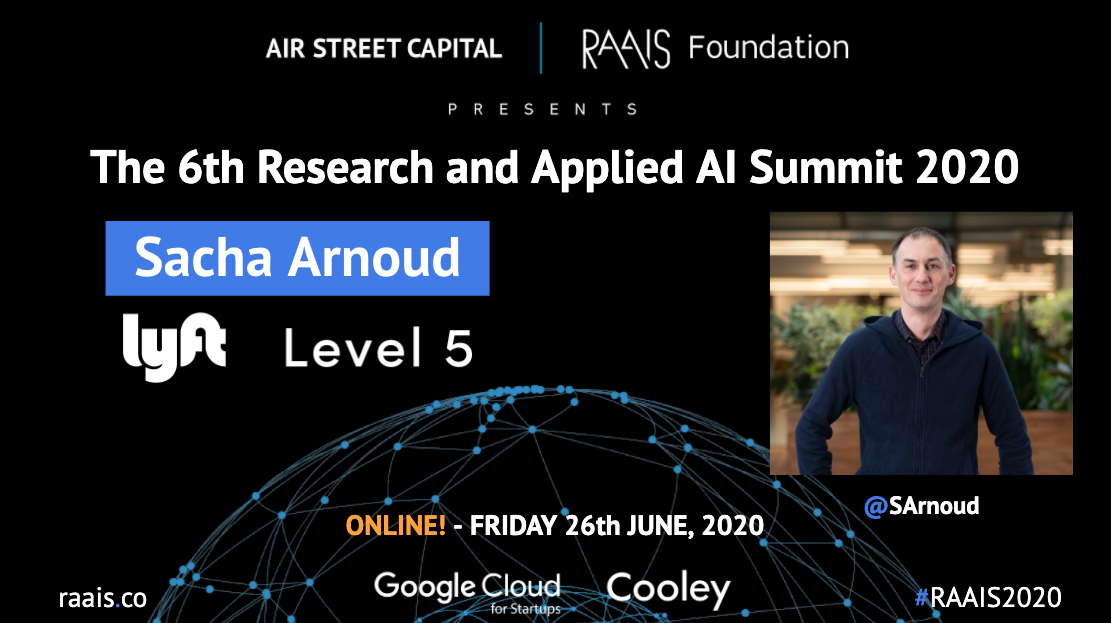 AIR STREET CAPITAL
RAAIS Foundation
PRESENTS
The 6th Research and Applied AI Summit 2020
Sacha Arnoud
lyft Level 5
@SArnoud
ONLINE! - FRIDAY 26th JUNE, 2020
Google Cloud
for Startups
Cooley
raais.co
#RAAIS2020